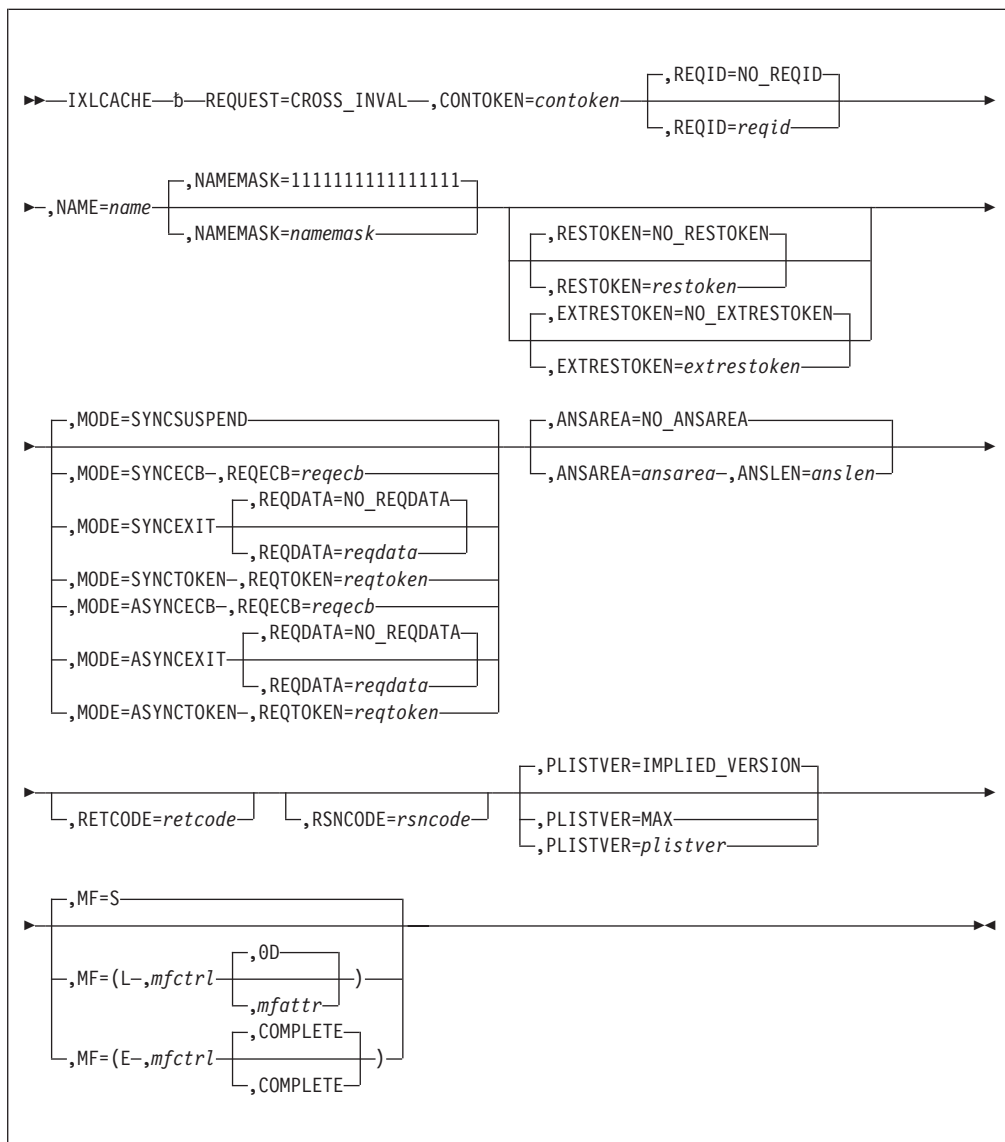 ,REQID=NO_REQID
IXLCACHE ƀ REQUEST=CROSS_INVAL ,CONTOKEN=contoken
,REQID=reqid
,NAMEMASK=1111111111111111
,NAME=name
,NAMEMASK=namemask
,RESTOKEN=NO_RESTOKEN
,RESTOKEN=restoken
,EXTRESTOKEN=NO_EXTRESTOKEN
,EXTRESTOKEN=extrestoken
,MODE=SYNCSUSPEND ,ANSAREA=NO_ANSAREA
,MODE=SYNCECB ,REQECB=reqecb ,ANSAREA=ansarea ,ANSLEN=anslen
,REQDATA=NO_REQDATA
,MODE=SYNCEXIT
,REQDATA=reqdata
,MODE=SYNCTOKEN ,REQTOKEN=reqtoken
,MODE=ASYNCECB ,REQECB=reqecb
,REQDATA=NO_REQDATA
,MODE=ASYNCEXIT
,REQDATA=reqdata
,MODE=ASYNCTOKEN ,REQTOKEN=reqtoken
,PLISTVER=IMPLIED_VERSION
,RETCODE=retcode ,RSNCODE=rsncode ,PLISTVER=MAX
,PLISTVER=plistver
,MF=S
,0D
,MF=(L ,mfctrl )
,mfattr
,COMPLETE
,MF=(E ,mfctrl )
,COMPLETE